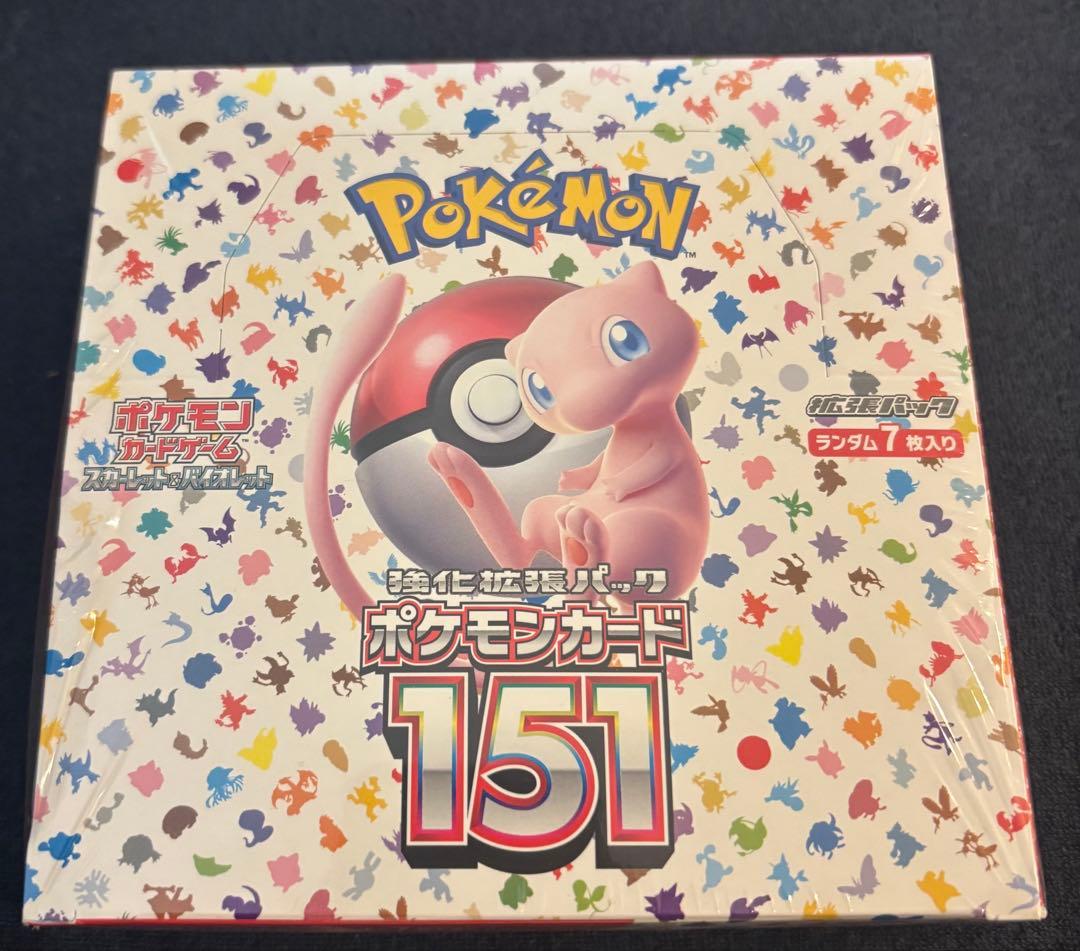 POKéMON
TM
ポケモン
カードゲーム
TM
スカーレット&バイオレット
拡張パック
ランダム7枚入り
強化拡張パック
ポケモンカード
151